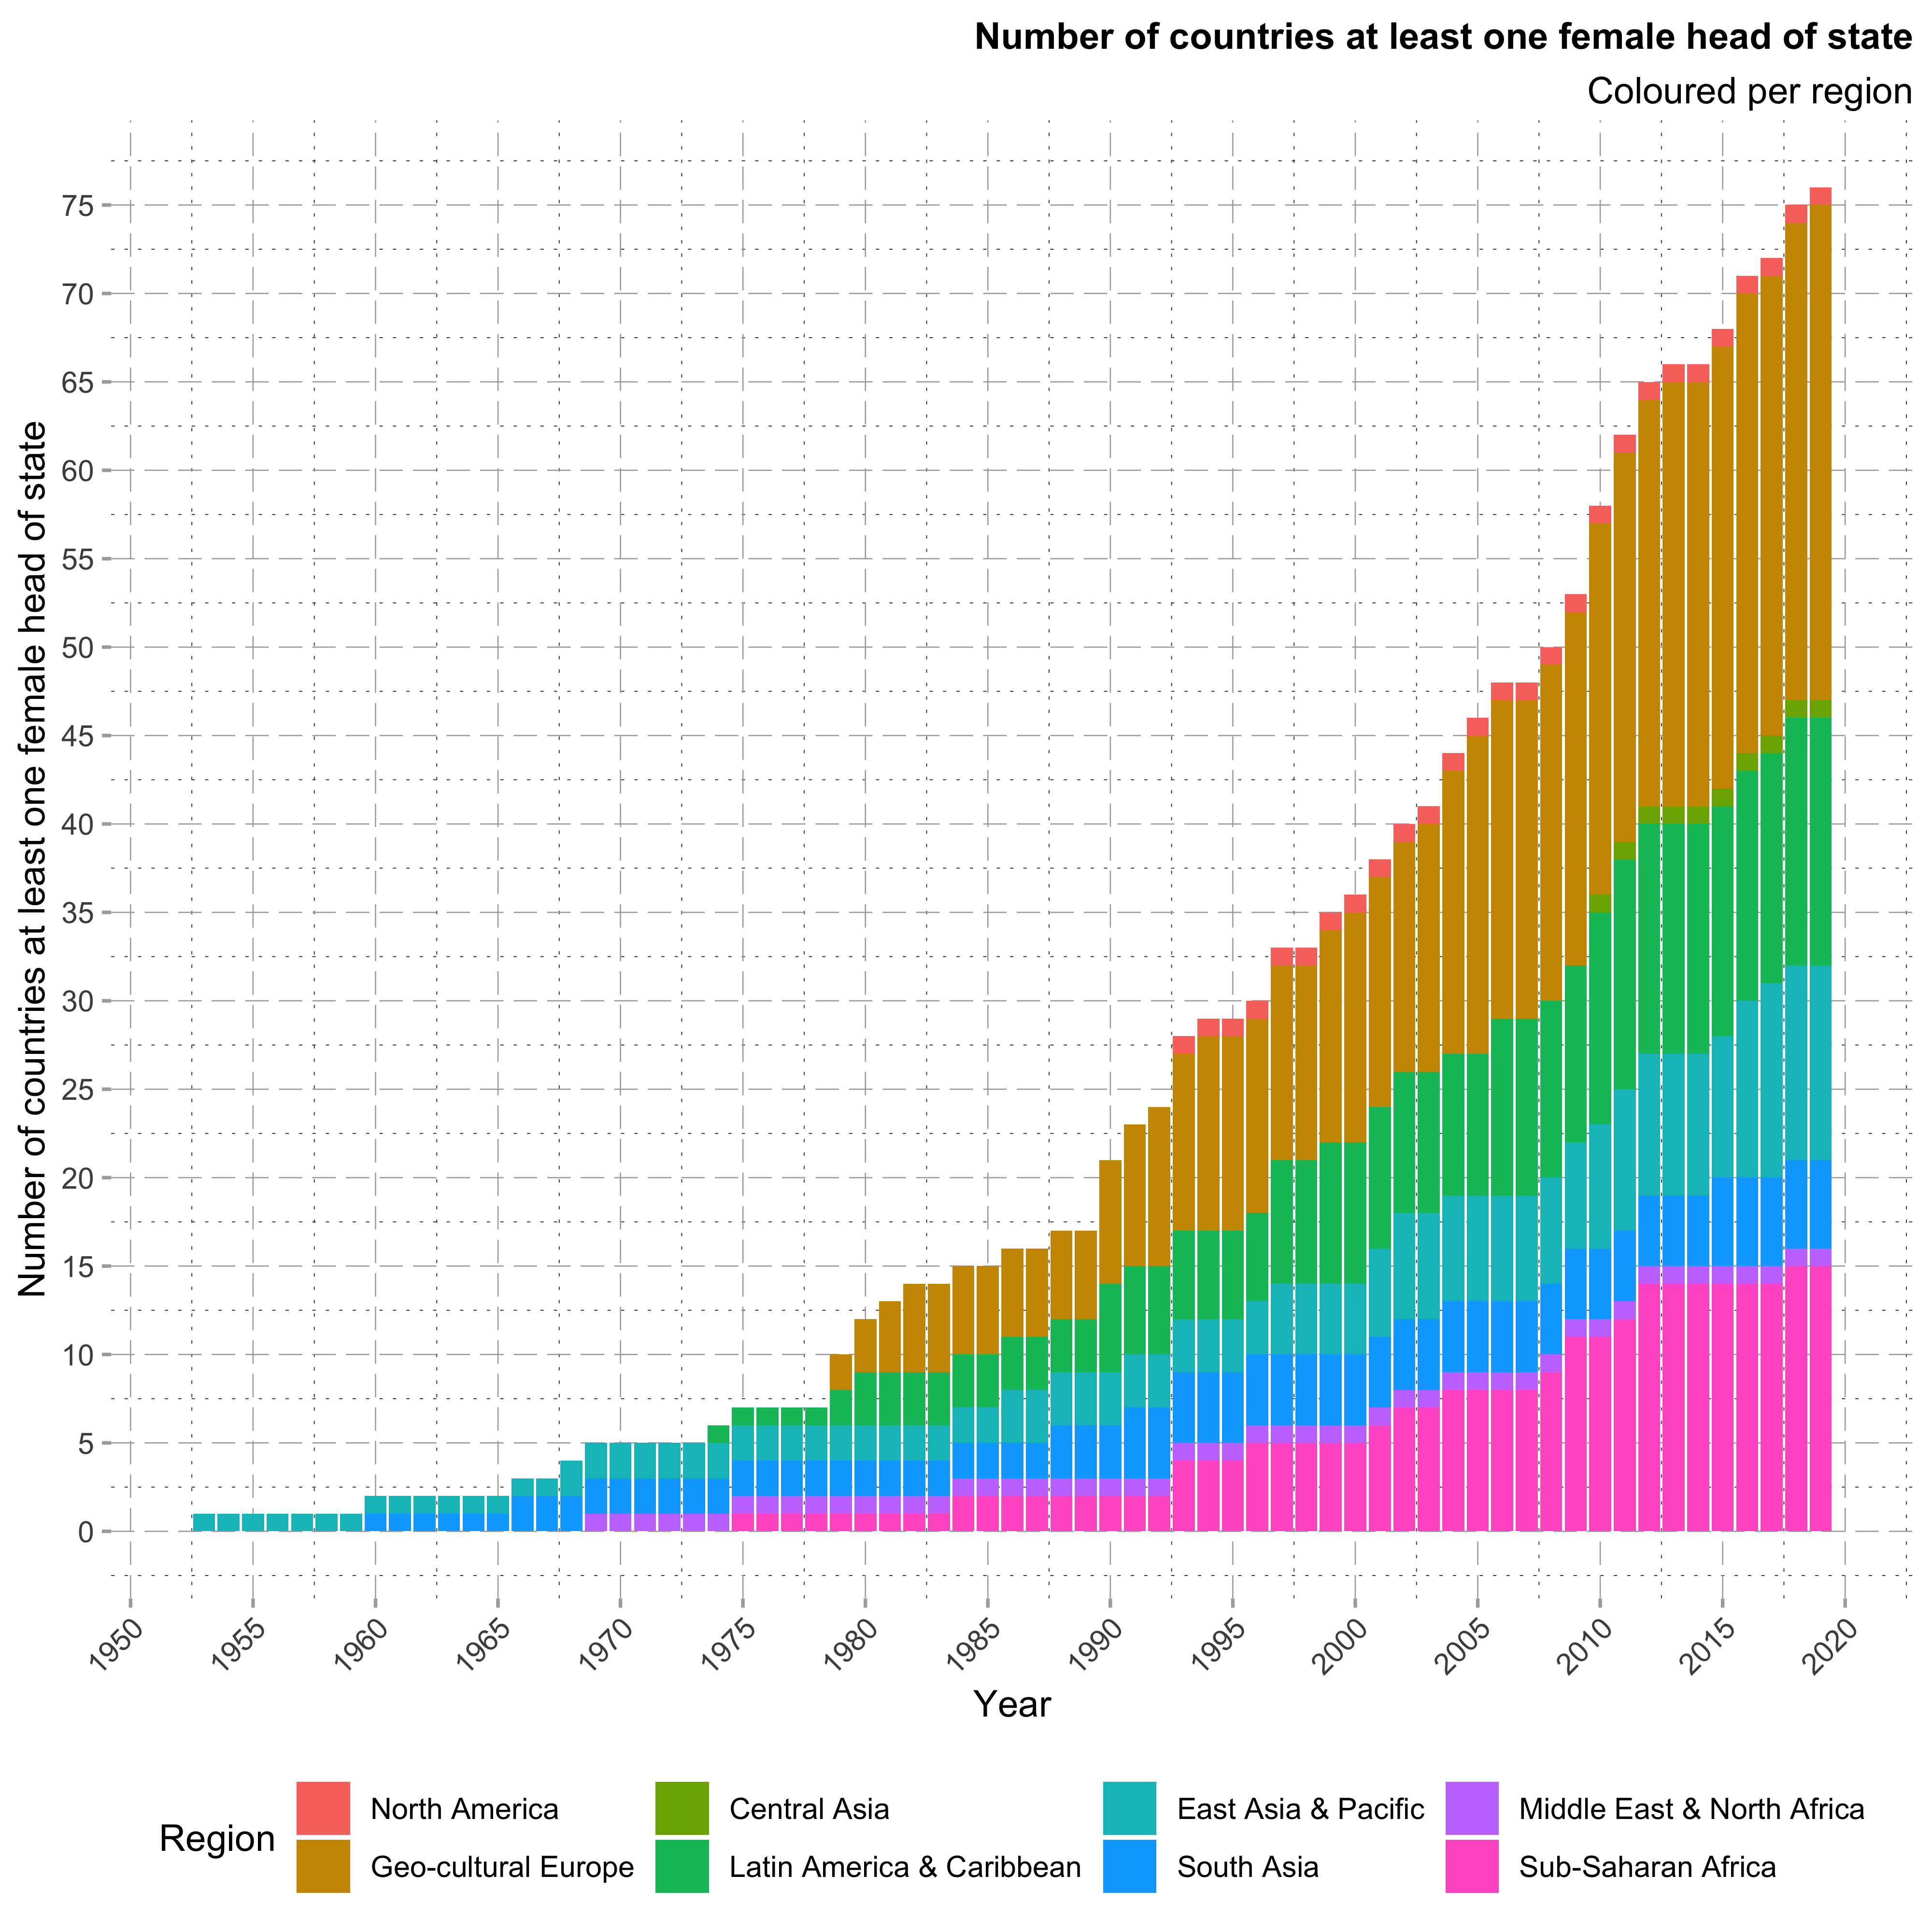 Number of countries at least one female head of state
Coloured per region
Number of countries at least one female head of state
75
70
65
60
55
50
45
40
35
30
25
20
15
10
5
0
1950 1955 1960 1965 1970 1975 1980 1985 1990 1995 2000 2005 2010 2015 2020
Year
Region
North America Central Asia East Asia & Pacific Middle East & North Africa
Geo-cultural Europe Latin America & Caribbean South Asia Sub-Saharan Africa